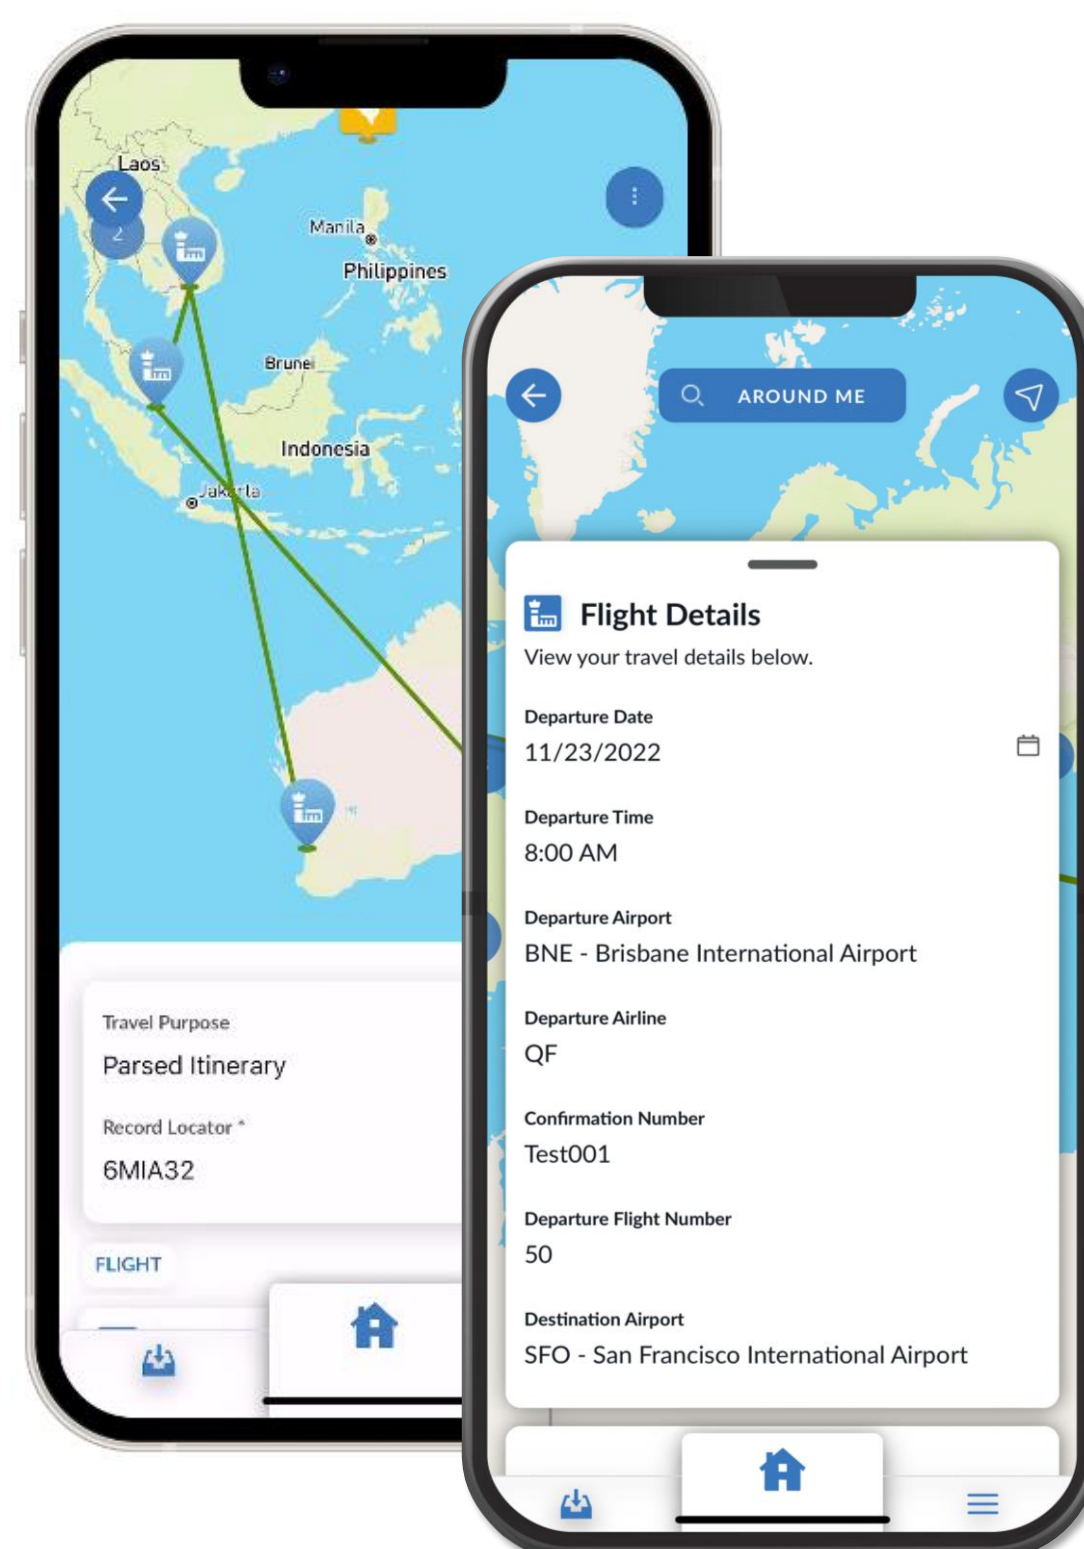 Laos
2
Manila
Philippines
Brunei
Indonesia
Jakarta
Travel Purpose
Parsed Itinerary
Record Locator *
6MIA32
FLIGHT
AROUND ME
Flight Details
View your travel details below.
Departure Date
11/23/2022
Departure Time
8:00 AM
Departure Airport
BNE - Brisbane International Airport
Departure Airline
QF
Confirmation Number
Test001
Departure Flight Number
50
Destination Airport
SFO - San Francisco International Airport